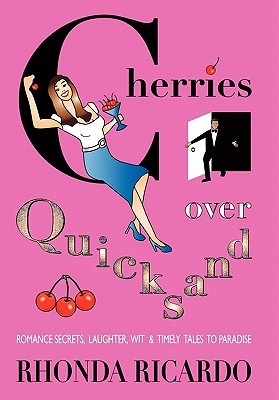 Cherries
over
Quicksand
ROMANCE SECRETS, LAUGHTER, WIT & TIMELY TALES TO PARADISE
RHONDA RICARDO